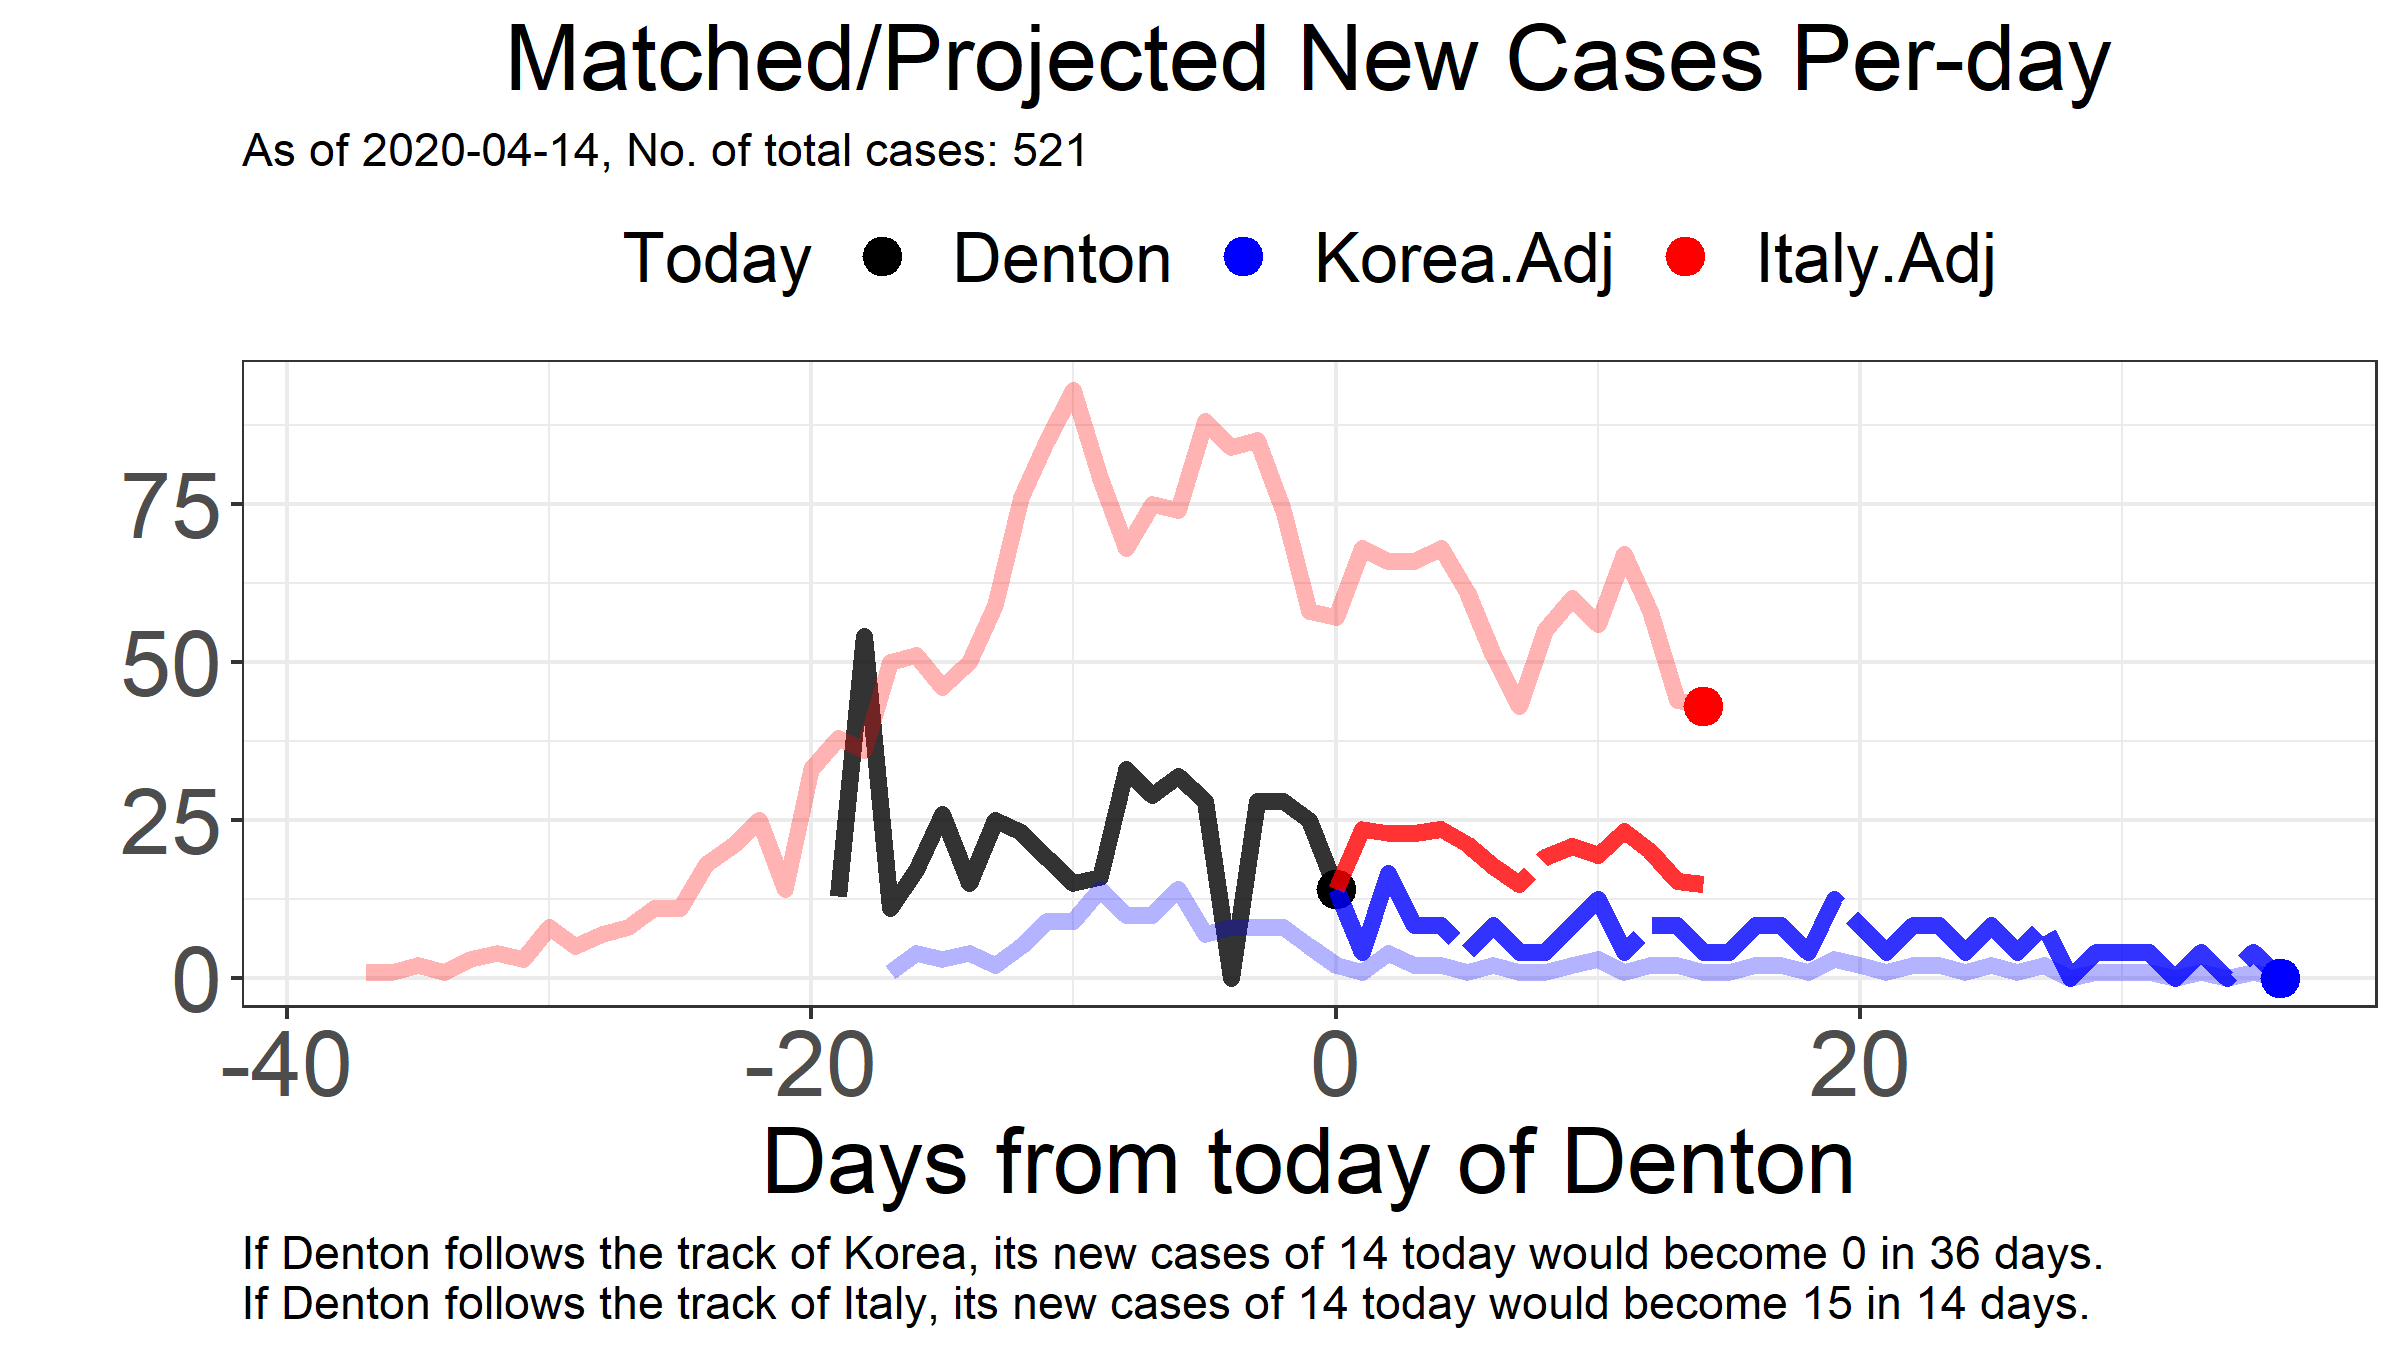 Matched/Projected New Cases Per-day
As of 2020-04-14, No. of total cases: 521
Today Denton Korea.Adj Italy.Adj
75
50
25
0
-40 -20 0 20
Days from today of Denton
If Denton follows the track of Korea, its new cases of 14 today would become 0 in 36 days.
If Denton follows the track of Italy, its new cases of 14 today would become 15 in 14 days.